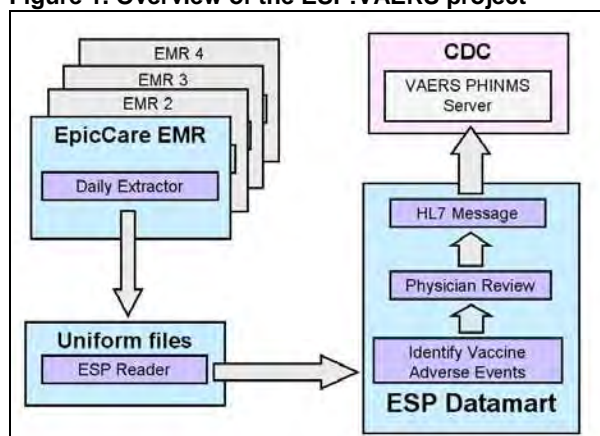 Figure 1. Overview of the ESP:VAERS project
EMR 4
EMR 3
EMR 2
EpicCare EMR
Daily Extractor
Uniform files
ESP Reader
CDC
VAERS PHINMS
Server
HL7 Message
Physician Review
Identify Vaccine
Adverse Events
ESP Datamart